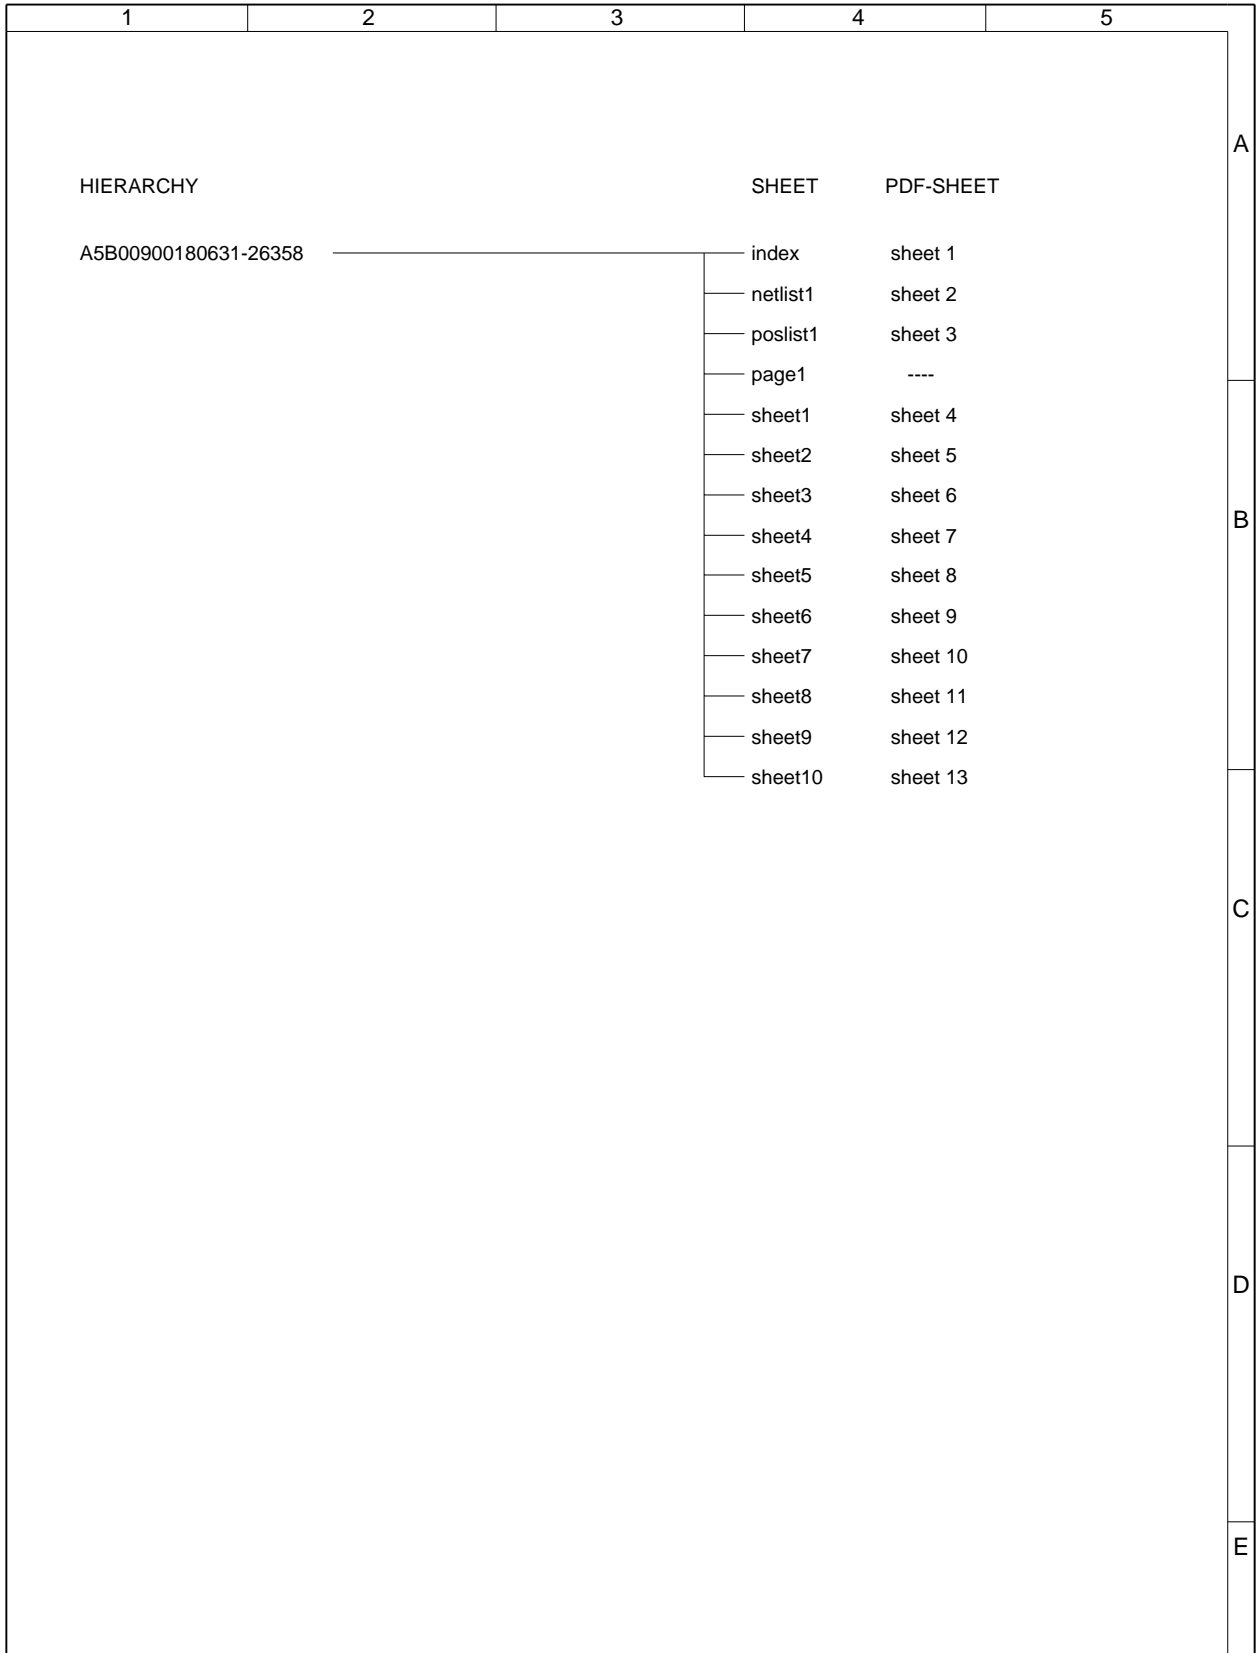 1 2 3 4 5
A
HIERARCHY SHEET PDF-SHEET
A5B00900180631-26358 index sheet 1
netlist1 sheet 2
poslist1 sheet 3
page1 ----
sheet1 sheet 4
sheet2 sheet 5
sheet3 sheet 6
B
sheet4 sheet 7
sheet5 sheet 8
sheet6 sheet 9
sheet7 sheet 10
sheet8 sheet 11
sheet9 sheet 12
sheet10 sheet 13
C
D
E